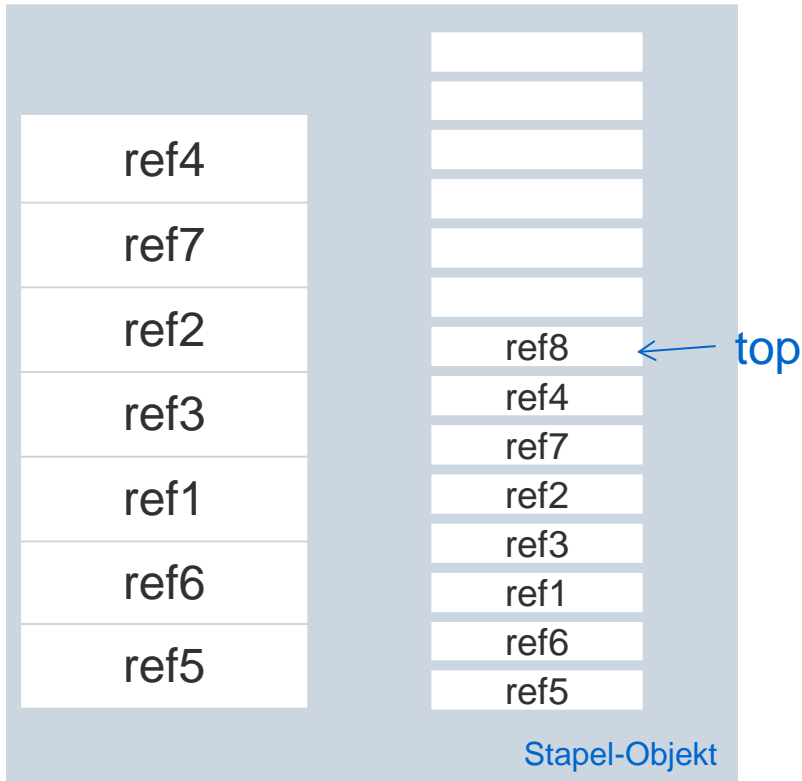 ref4
ref7
ref2
ref3
ref1
ref6
ref5
ref8
top
ref4
ref7
ref2
ref3
ref1
ref6
ref5
Stapel-Objekt